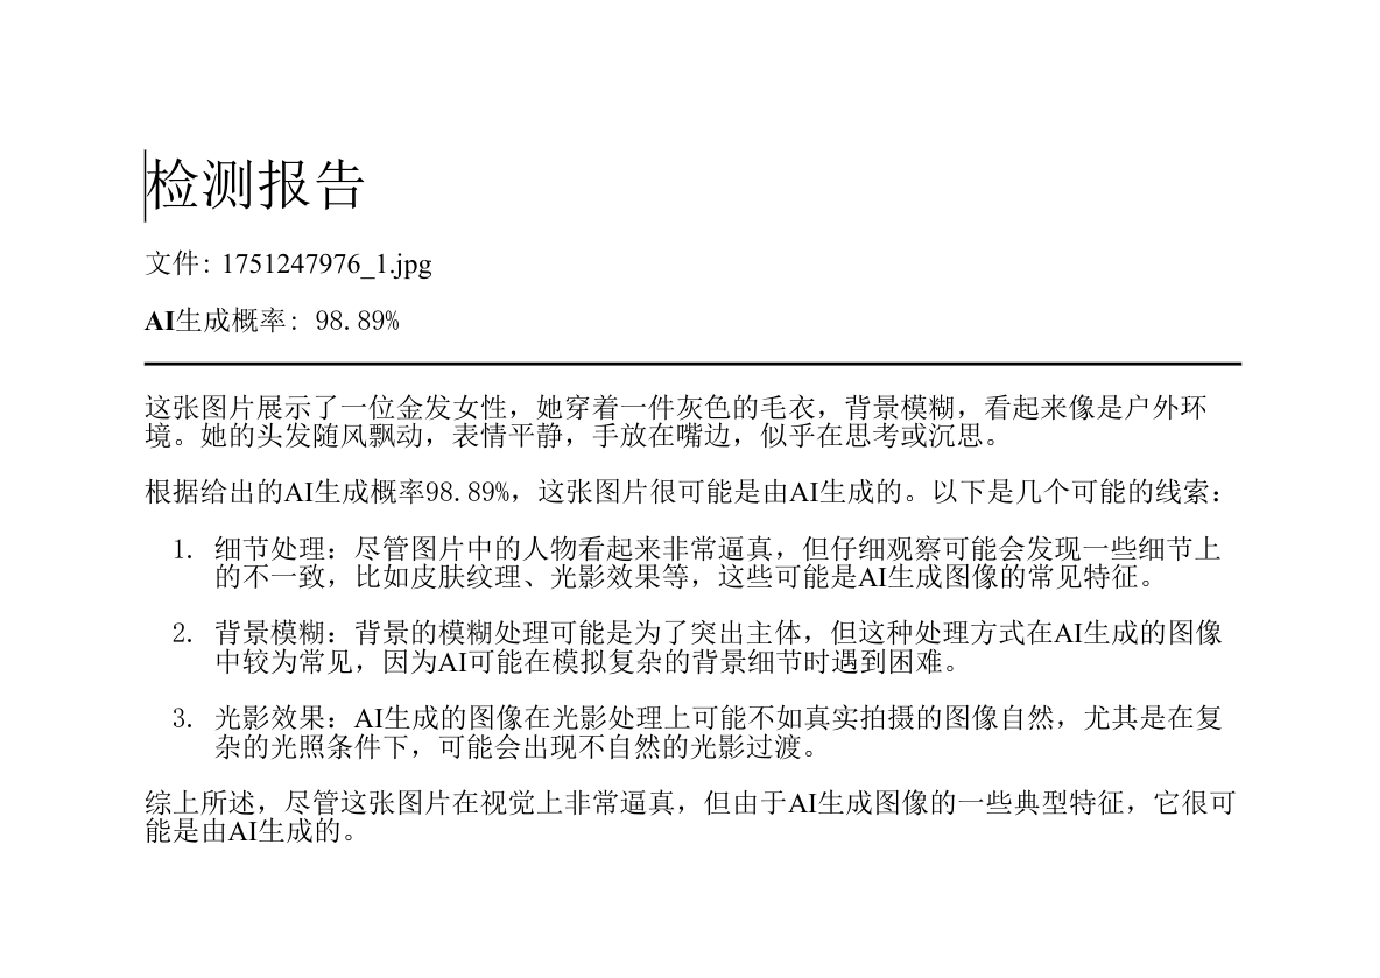 检测报告
文件: 1751247976_1.jpg
AI生成概率: 98.89%
这张图片展示了一位金发女性，她穿着一件灰色的毛衣，背景模糊，看起来像是户外环
境。她的头发随风飘动，表情平静，手放在嘴边，似乎在思考或沉思。
根据给出的AI生成概率98.89%，这张图片很可能是由AI生成的。以下是几个可能的线索：
1. 细节处理：尽管图片中的人物看起来非常逼真，但仔细观察可能会发现一些细节上
的不一致，比如皮肤纹理、光影效果等，这些可能是AI生成图像的常见特征。
2. 背景模糊：背景的模糊处理可能是为了突出主体，但这种处理方式在AI生成的图像
中较为常见，因为AI可能在模拟复杂的背景细节时遇到困难。
3. 光影效果：AI生成的图像在光影处理上可能不如真实拍摄的图像自然，尤其是在复
杂的光照条件下，可能会出现不自然的光影过渡。
综上所述，尽管这张图片在视觉上非常逼真，但由于AI生成图像的一些典型特征，它很可
能是由AI生成的。